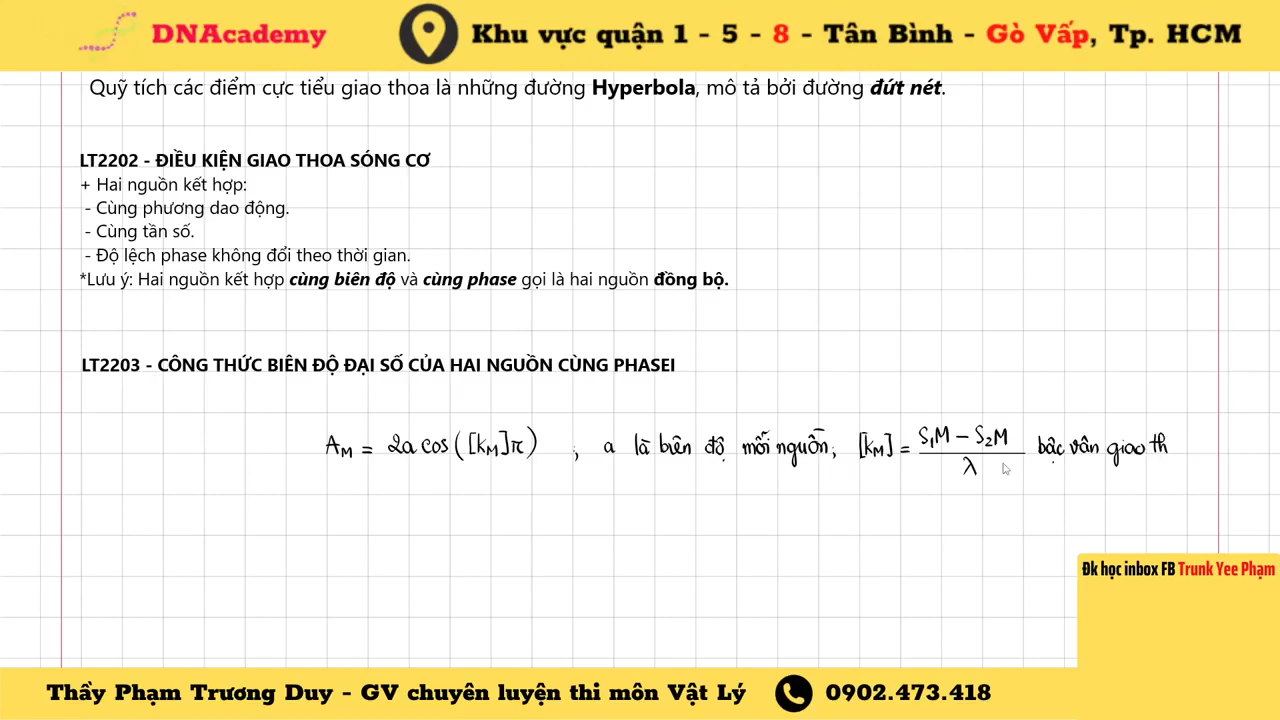 DNAcademy
Khu vực quận 1 - 5 - 8 - Tân Bình - Gò Vấp, Tp. HCM
Quỹ tích các điểm cực tiểu giao thoa là những đường Hyperbola, mô tả bởi đường đứt nét.
LT2202 - ĐIỀU KIỆN GIAO THOA SÓNG CƠ
+ Hai nguồn kết hợp:
- Cùng phương dao động.
- Cùng tần số.
- Độ lệch phase không đổi theo thời gian.
*Lưu ý: Hai nguồn kết hợp cùng biên độ và cùng phase gọi là hai nguồn đồng bộ.
LT2203 - CÔNG THỨC BIÊN ĐỘ ĐẠI SỐ CỦA HAI NGUỒN CÙNG PHASEI
A_M = 2a cos([k_M]π) ; a là biên độ mỗi nguồn; [k_M] = (S₁M - S₂M)/λ bậc vân giao th
Đk học inbox FB Trunk Yee Phạm
Thầy Phạm Trương Duy - GV chuyên luyện thi môn Vật Lý 0902.473.418